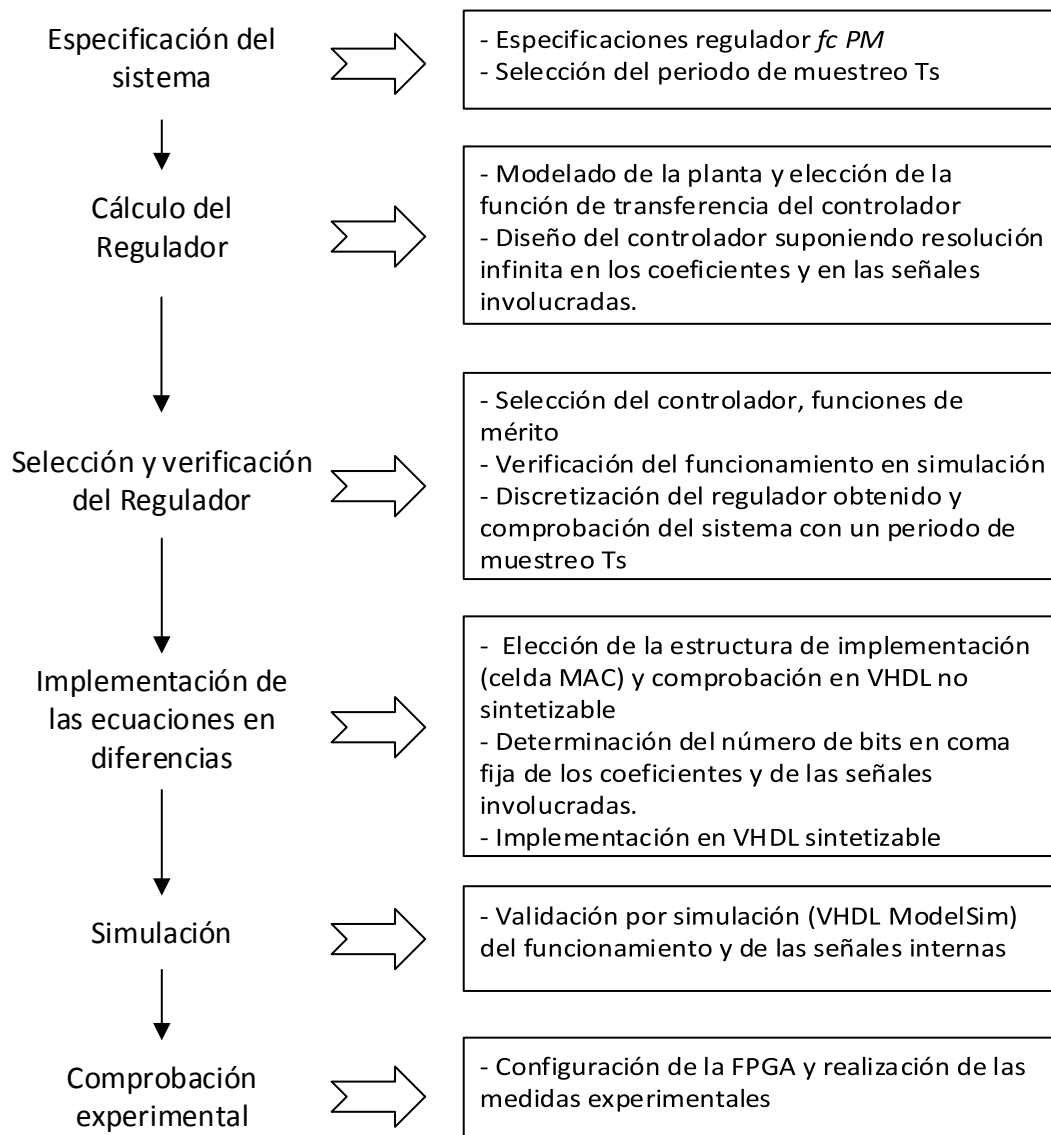 Especificación del
sistema
- Especificaciones regulador fc PM
- Selección del periodo de muestreo Ts
Cálculo del
Regulador
- Modelado de la planta y elección de la
función de transferencia del controlador
- Diseño del controlador suponiendo resolución
infinita en los coeficientes y en las señales
involucradas.
Selección y verificación
del Regulador
- Selección del controlador, funciones de
mérito
- Verificación del funcionamiento en simulación
- Discretización del regulador obtenido y
comprobación del sistema con un periodo de
muestreo Ts
Implementación de
las ecuaciones en
diferencias
- Elección de la estructura de implementación
(celda MAC) y comprobación en VHDL no
sintetizable
- Determinación del número de bits en coma
fija de los coeficientes y de las señales
involucradas.
- Implementación en VHDL sintetizable
Simulación
- Validación por simulación (VHDL ModelSim)
del funcionamiento y de las señales internas
Comprobación
experimental
- Configuración de la FPGA y realización de las
medidas experimentales